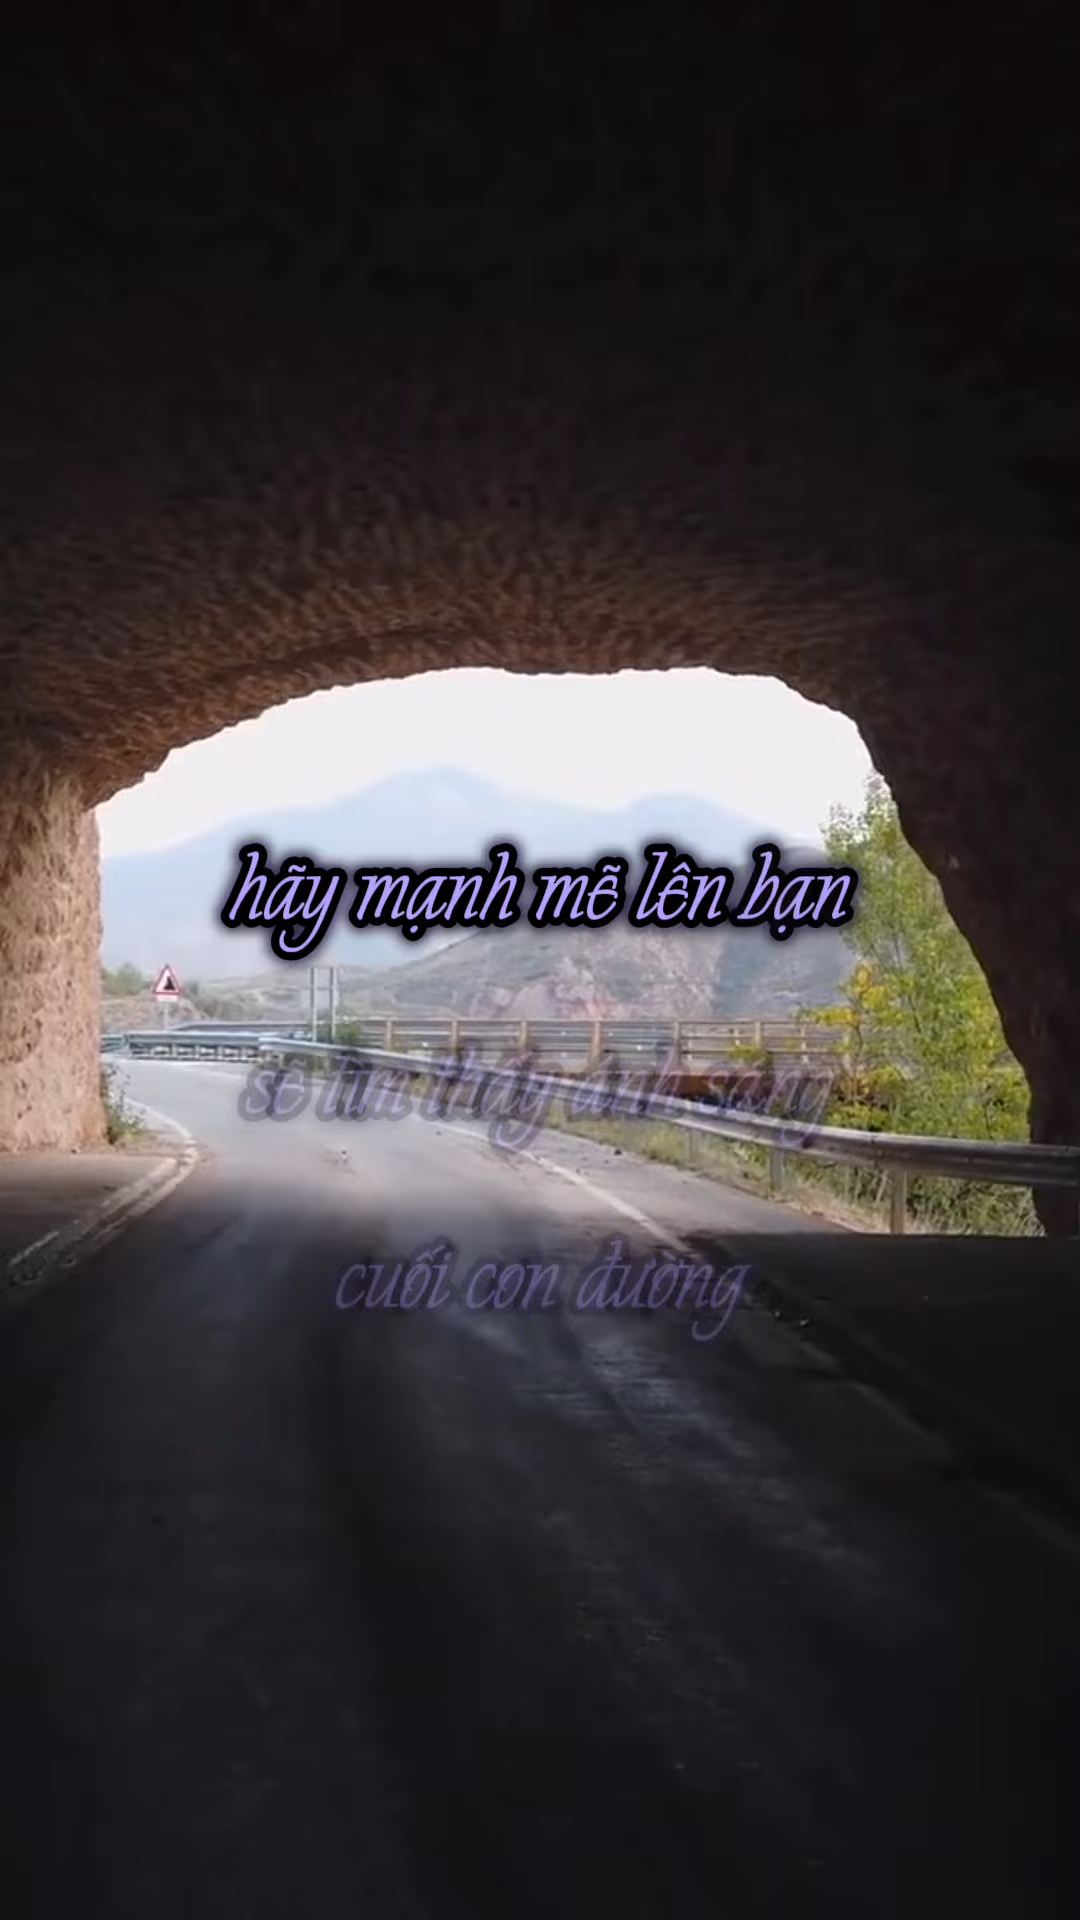 hãy mạnh mẽ lên bạn
sẽ tìm thấy ánh sáng
cuối con đường